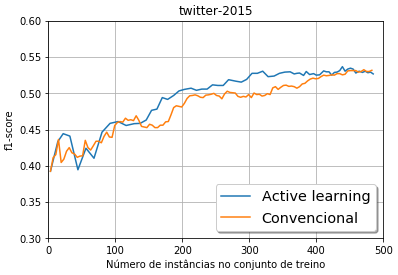 twitter-2015
f1-score
0.60
0.55
0.50
0.45
0.40
0.35
0.30
0
100
200
300
400
500
Número de instâncias no conjunto de treino
Active learning
Convencional